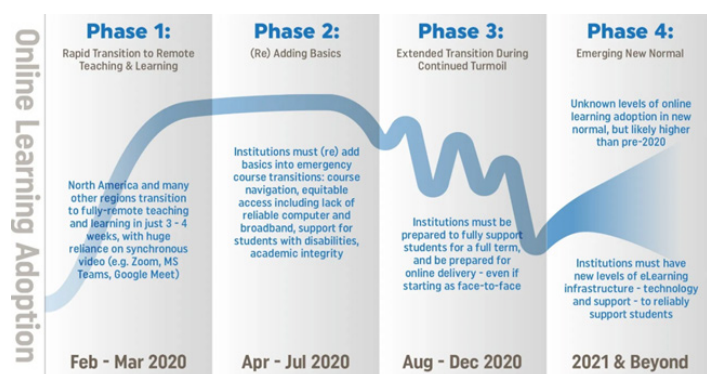 Online Learning Adoption
Phase 1:
Rapid Transition to Remote
Teaching & Learning
North America and many
other regions transition
to fully-remote teaching
and learning in just 3 - 4
weeks, with huge
reliance on synchronous
video (e.g. Zoom, MS
Teams, Google Meet)
Feb - Mar 2020
Phase 2:
(Re) Adding Basics
Institutions must (re) add
basics into emergency
course transitions: course
navigation, equitable
access including lack of
reliable computer and
broadband, support for
students with disabilities,
academic integrity
Apr - Jul 2020
Phase 3:
Extended Transition During
Continued Turmoil
Institutions must be
prepared to fully support
students for a full term,
and be prepared for
online delivery - even if
starting as face-to-face
Aug - Dec 2020
Phase 4:
Emerging New Normal
Unknown levels of online
learning adoption in new
normal, but likely higher
than pre-2020
Institutions must have
new levels of eLearning
infrastructure - technology
and support - to reliably
support students
2021 & Beyond